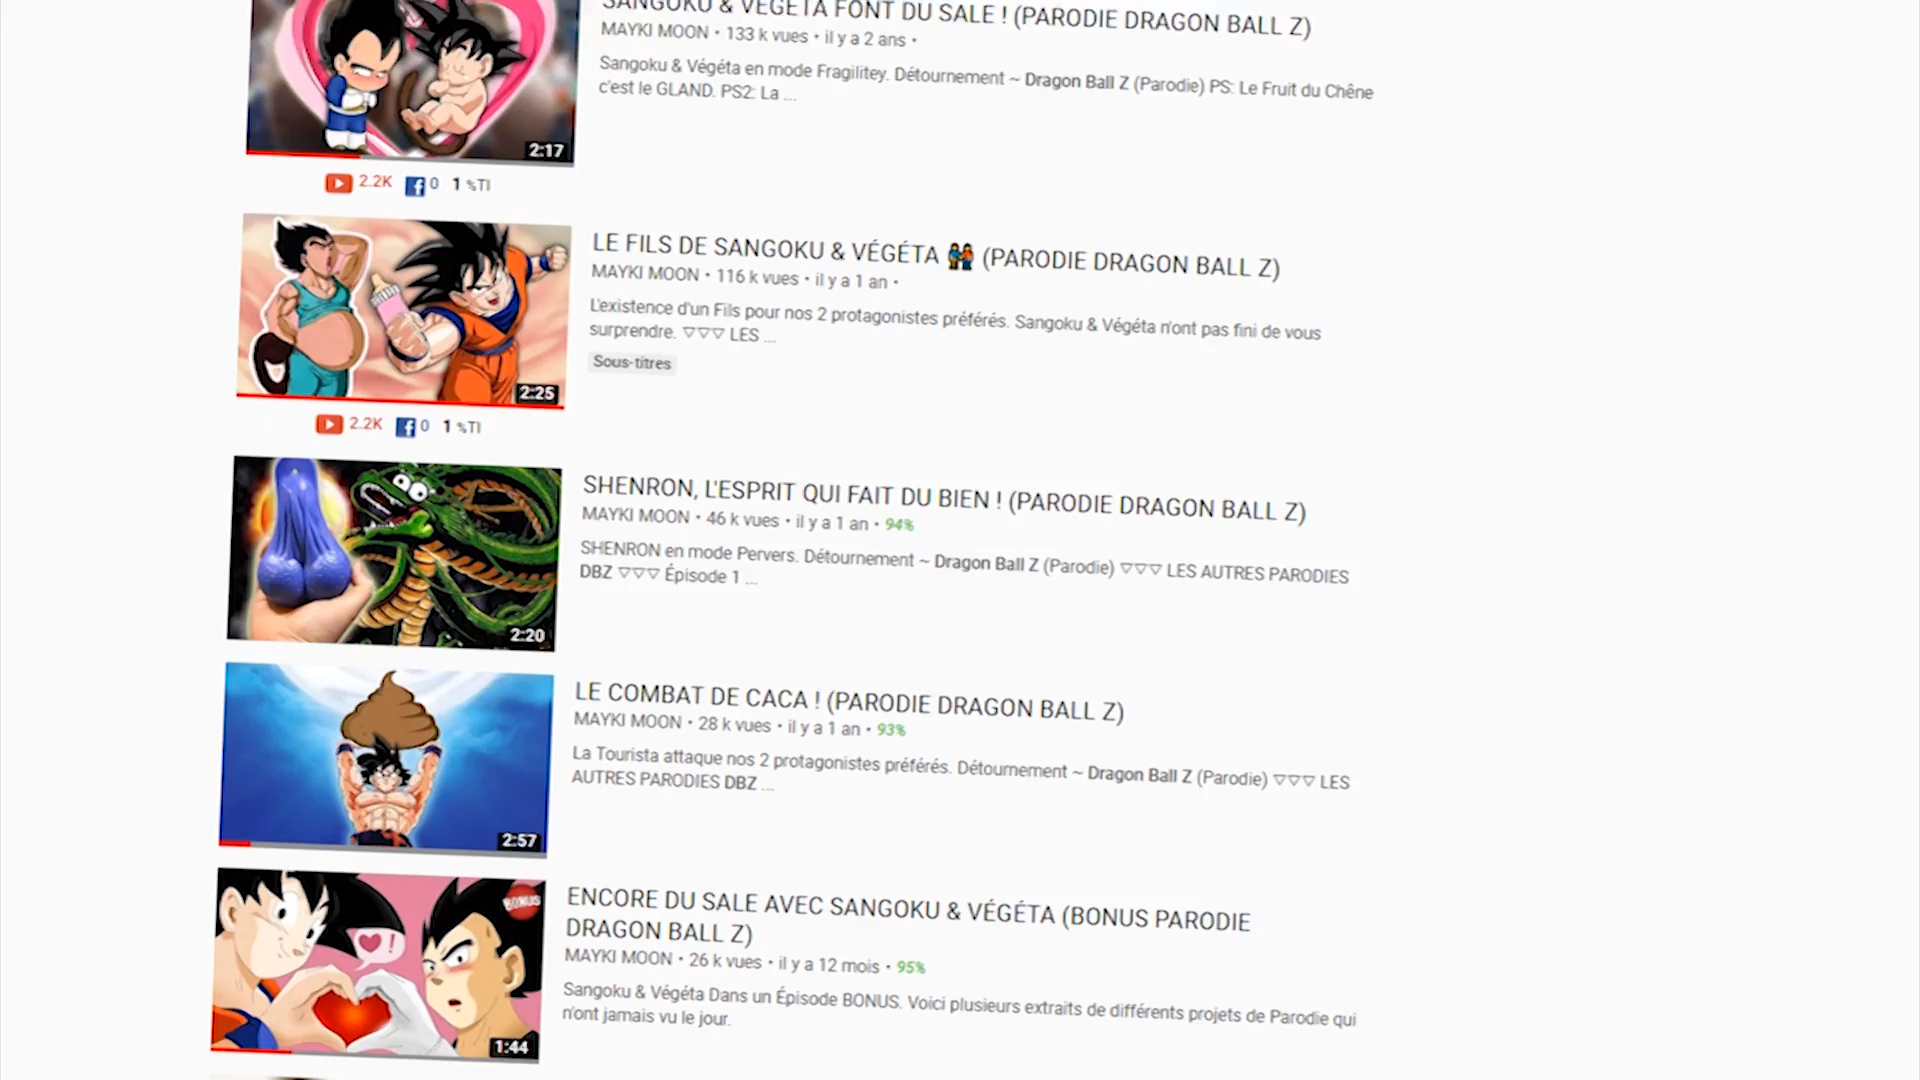 SANGOKU & VÉGÉTA FONT DU SALE ! (PARODIE DRAGON BALL Z)
MAYKI MOON • 133 k vues • il y a 2 ans •
Sangoku & Végéta en mode Fragilitey. Détournement ~ Dragon Ball Z (Parodie) PS: Le Fruit du Chêne
c'est le GLAND. PS2: La ...
2:17
2.2K 0 1 %TI
LE FILS DE SANGOKU & VÉGÉTA (PARODIE DRAGON BALL Z)
MAYKI MOON • 116 k vues • il y a 1 an •
L'existence d'un Fils pour nos 2 protagonistes préférés. Sangoku & Végéta n'ont pas fini de vous
surprendre. ▽▽▽ LES ...
Sous-titres
2:25
2.2K 0 1 %TI
SHENRON, L'ESPRIT QUI FAIT DU BIEN ! (PARODIE DRAGON BALL Z)
MAYKI MOON • 46 k vues • il y a 1 an • 94%
SHENRON en mode Pervers. Détournement ~ Dragon Ball Z (Parodie) ▽▽▽ LES AUTRES PARODIES
DBZ ▽▽▽ Épisode 1 ...
2:20
LE COMBAT DE CACA ! (PARODIE DRAGON BALL Z)
MAYKI MOON • 28 k vues • il y a 1 an • 93%
La Tourista attaque nos 2 protagonistes préférés. Détournement ~ Dragon Ball Z (Parodie) ▽▽▽ LES
AUTRES PARODIES DBZ ...
2:57
BONUS
ENCORE DU SALE AVEC SANGOKU & VÉGÉTA (BONUS PARODIE
DRAGON BALL Z)
MAYKI MOON • 26 k vues • il y a 12 mois • 95%
Sangoku & Végéta Dans un Épisode BONUS. Voici plusieurs extraits de différents projets de Parodie qui
n'ont jamais vu le jour.
1:44